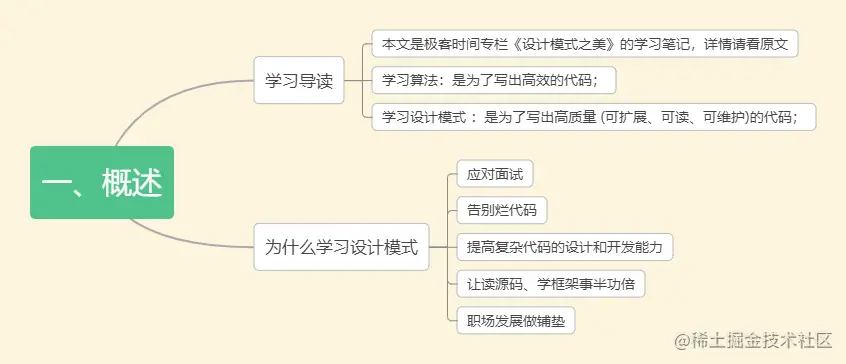 一、概述
学习导读
本文是极客时间专栏《设计模式之美》的学习笔记，详情请看原文
学习算法：是为了写出高效的代码；
学习设计模式 ：是为了写出高质量 (可扩展、可读、可维护)的代码；
为什么学习设计模式
应对面试
告别烂代码
提高复杂代码的设计和开发能力
让读源码、学框架事半功倍
职场发展做铺垫
@稀土掘金技术社区